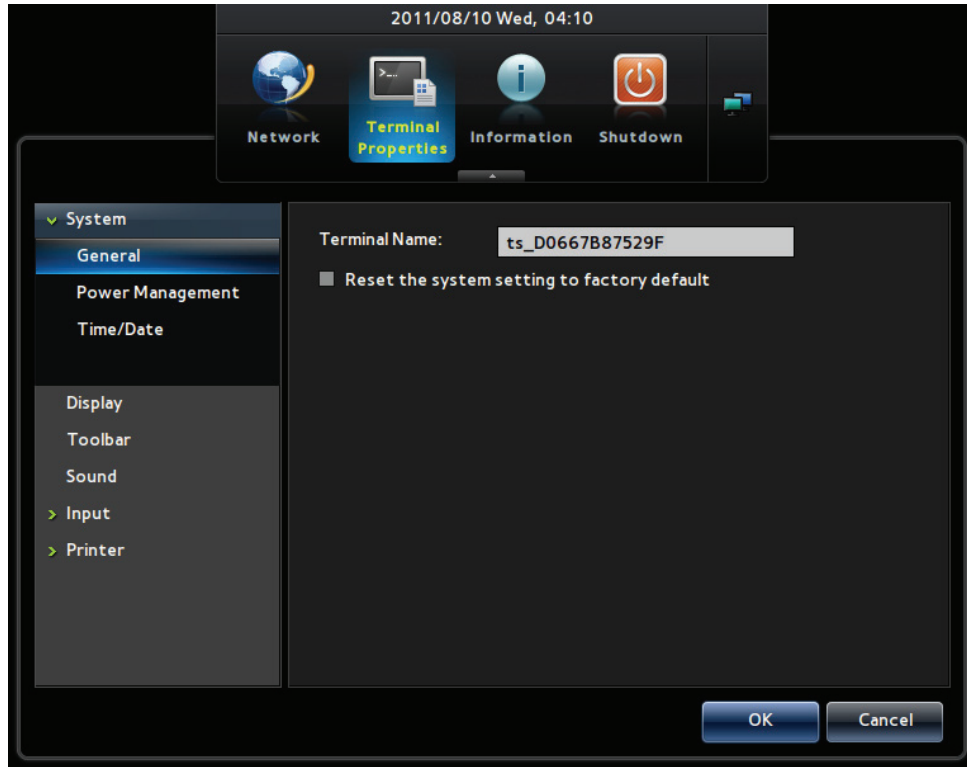 2011/08/10 Wed, 04:10
Network
Terminal
Properties
Information
Shutdown
System
General
Power Management
Time/Date
Display
Toolbar
Sound
Input
Printer
Terminal Name:
ts_D0667B87529F
Reset the system setting to factory default
OK
Cancel